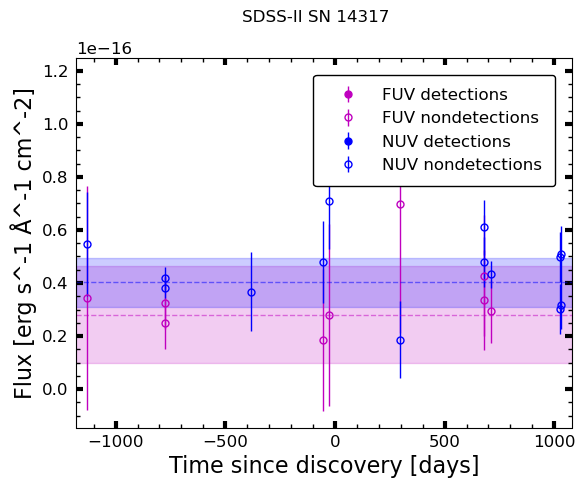 SDSS-II SN 14317
1e−16
Flux [erg s^-1 Å^-1 cm^-2]
1.2
1.0
0.8
0.6
0.4
0.2
0.0
FUV detections
FUV nondetections
NUV detections
NUV nondetections
−1000
−500
0
500
1000
Time since discovery [days]